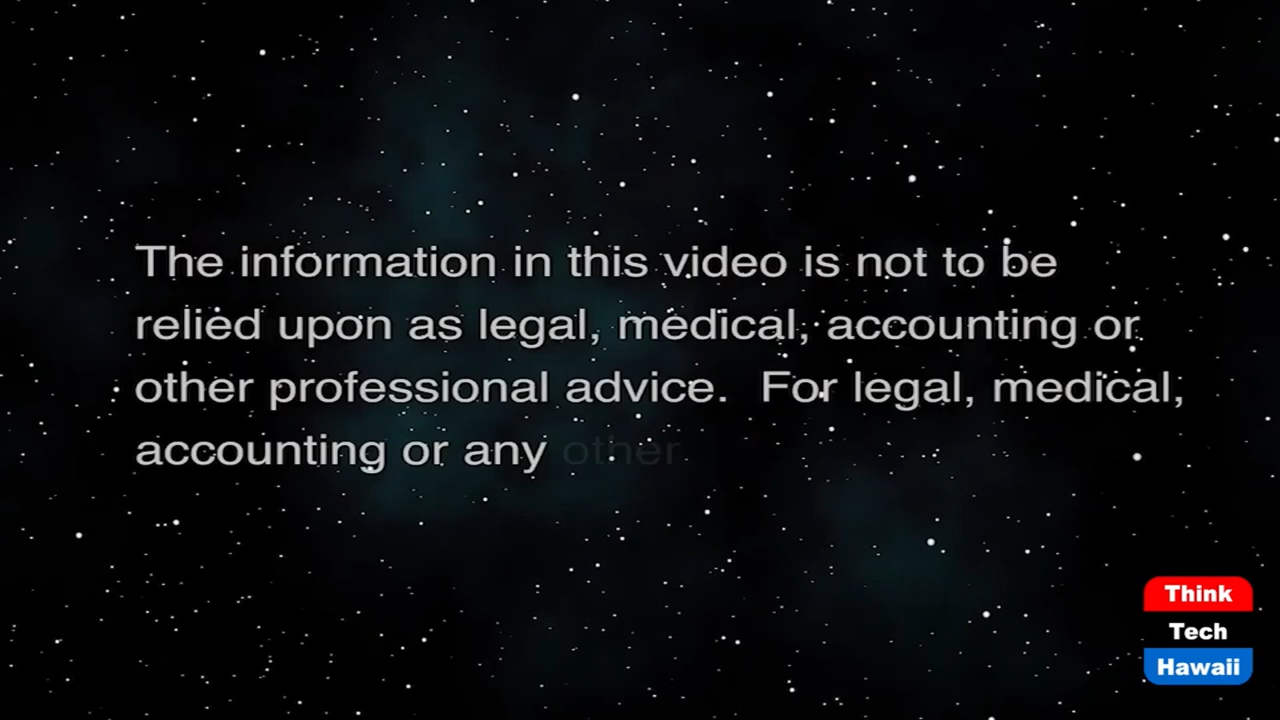 The information in this video is not to be
relied upon as legal, medical, accounting or
other professional advice.  For legal, medical,
accounting or any other
Think
Tech
Hawaii